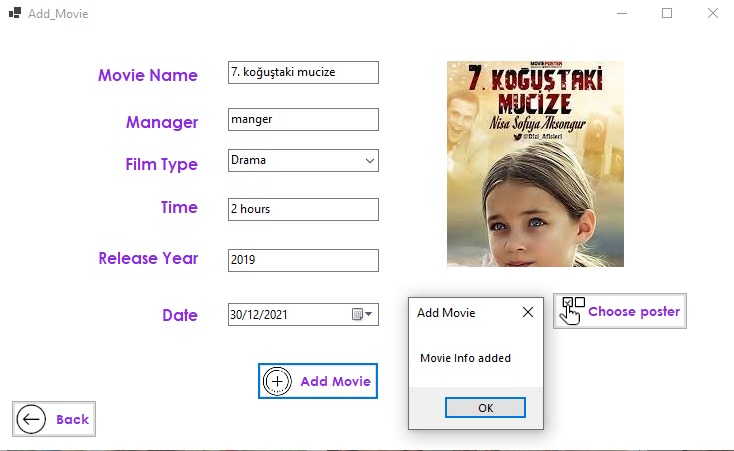 Add_Movie
Movie Name
7. koğuştaki mucize
Manager
manger
Film Type
Drama
Time
2 hours
Release Year
2019
Date
30/12/2021
Add Movie
Back
MOVIE POSTER
7. KOĞUŞTAKİ
MUCİZE
Nisa Sofiya Aksongur
@Dizi_Afisleri
Choose poster
Add Movie
Movie Info added
OK